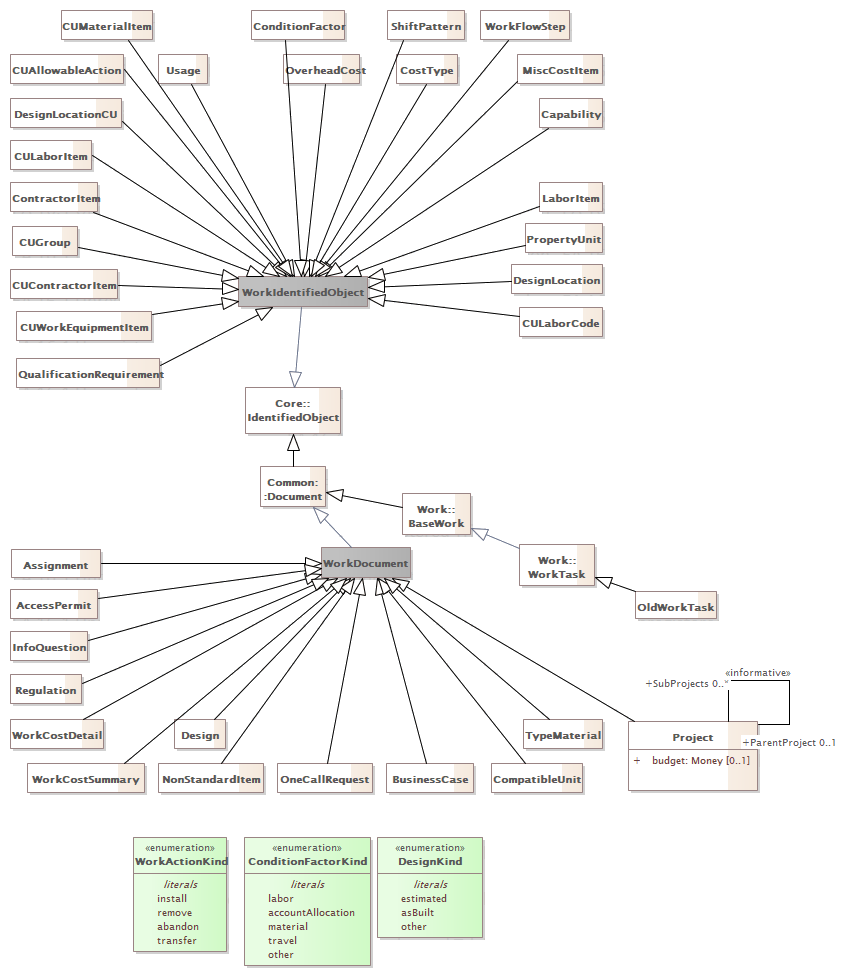 CUMaterialItem
ConditionFactor
ShiftPattern
WorkFlowStep
CUAllowableAction
Usage
OverheadCost
CostType
MiscCostItem
DesignLocationCU
Capability
CULaborItem
ContractorItem
LaborItem
CUGroup
PropertyUnit
CUContractorItem
WorkIdentifiedObject
DesignLocation
CUWorkEquipmentItem
CULaborCode
QualificationRequirement
Core::
IdentifiedObject
Common:
:Document
Work::
BaseWork
Assignment
WorkDocument
Work::
WorkTask
AccessPermit
OldWorkTask
InfoQuestion
Regulation
«informative»
+SubProjects 0..*
WorkCostDetail
Design
TypeMaterial
Project
+ParentProject 0..1
+ budget: Money [0..1]
WorkCostSummary
NonStandardItem
OneCallRequest
BusinessCase
CompatibleUnit
«enumeration»
WorkActionKind
literals
install
remove
abandon
transfer
«enumeration»
ConditionFactorKind
literals
labor
accountAllocation
material
travel
other
«enumeration»
DesignKind
literals
estimated
asBuilt
other